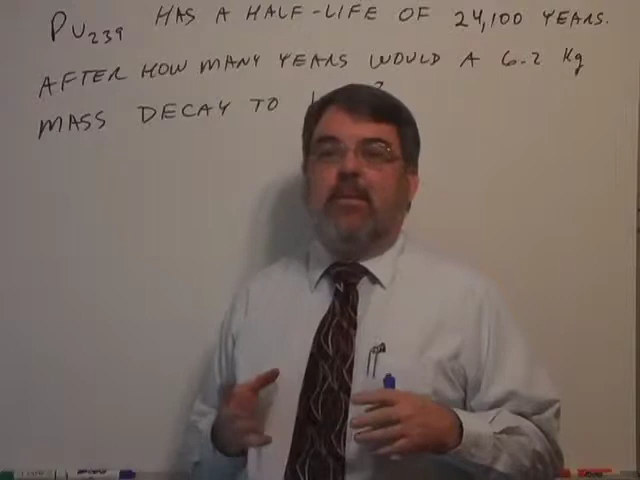 Pu239 HAS A HALF-LIFE OF 24,100 YEARS.
AFTER HOW MANY YEARS WOULD A 6.2 Kg
MASS DECAY TO